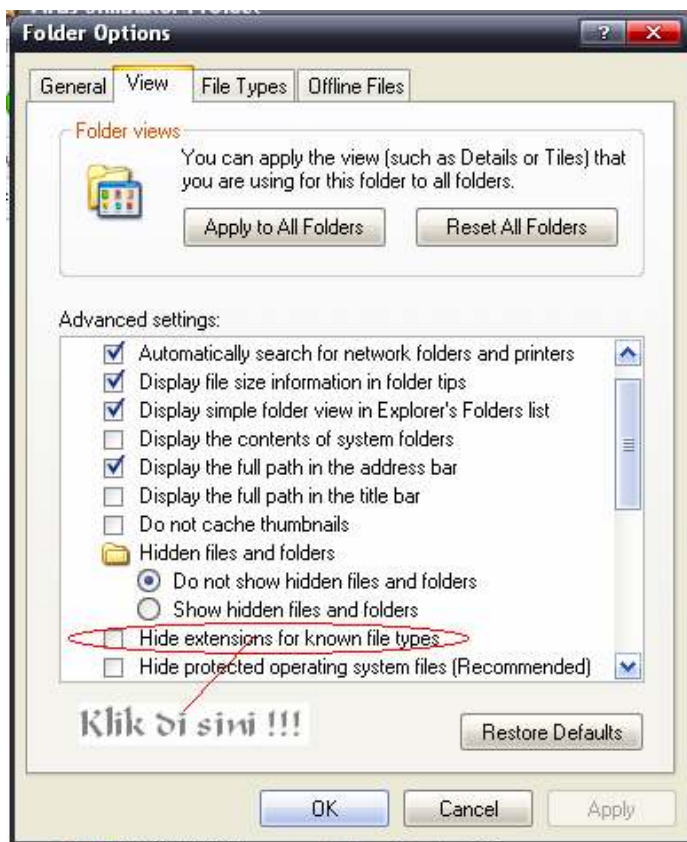 Folder Options
General View File Types Offline Files
Folder views
You can apply the view (such as Details or Tiles) that
you are using for this folder to all folders.
Apply to All Folders Reset All Folders
Advanced settings:
Automatically search for network folders and printers
Display file size information in folder tips
Display simple folder view in Explorer's Folders list
Display the contents of system folders
Display the full path in the address bar
Display the full path in the title bar
Do not cache thumbnails
Hidden files and folders
Do not show hidden files and folders
Show hidden files and folders
Hide extensions for known file types
Hide protected operating system files (Recommended)
Klik di sini !!!
Restore Defaults
OK Cancel Apply